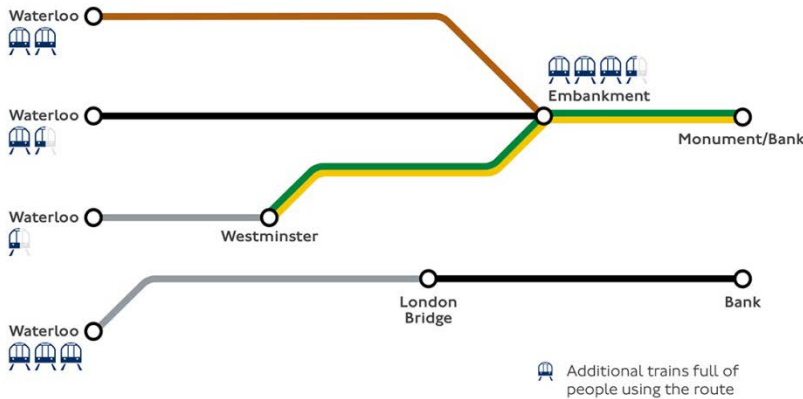 Waterloo
Embankment
Waterloo
Monument/Bank
Waterloo
Westminster
London
Bridge
Bank
Waterloo
Additional trains full of
people using the route